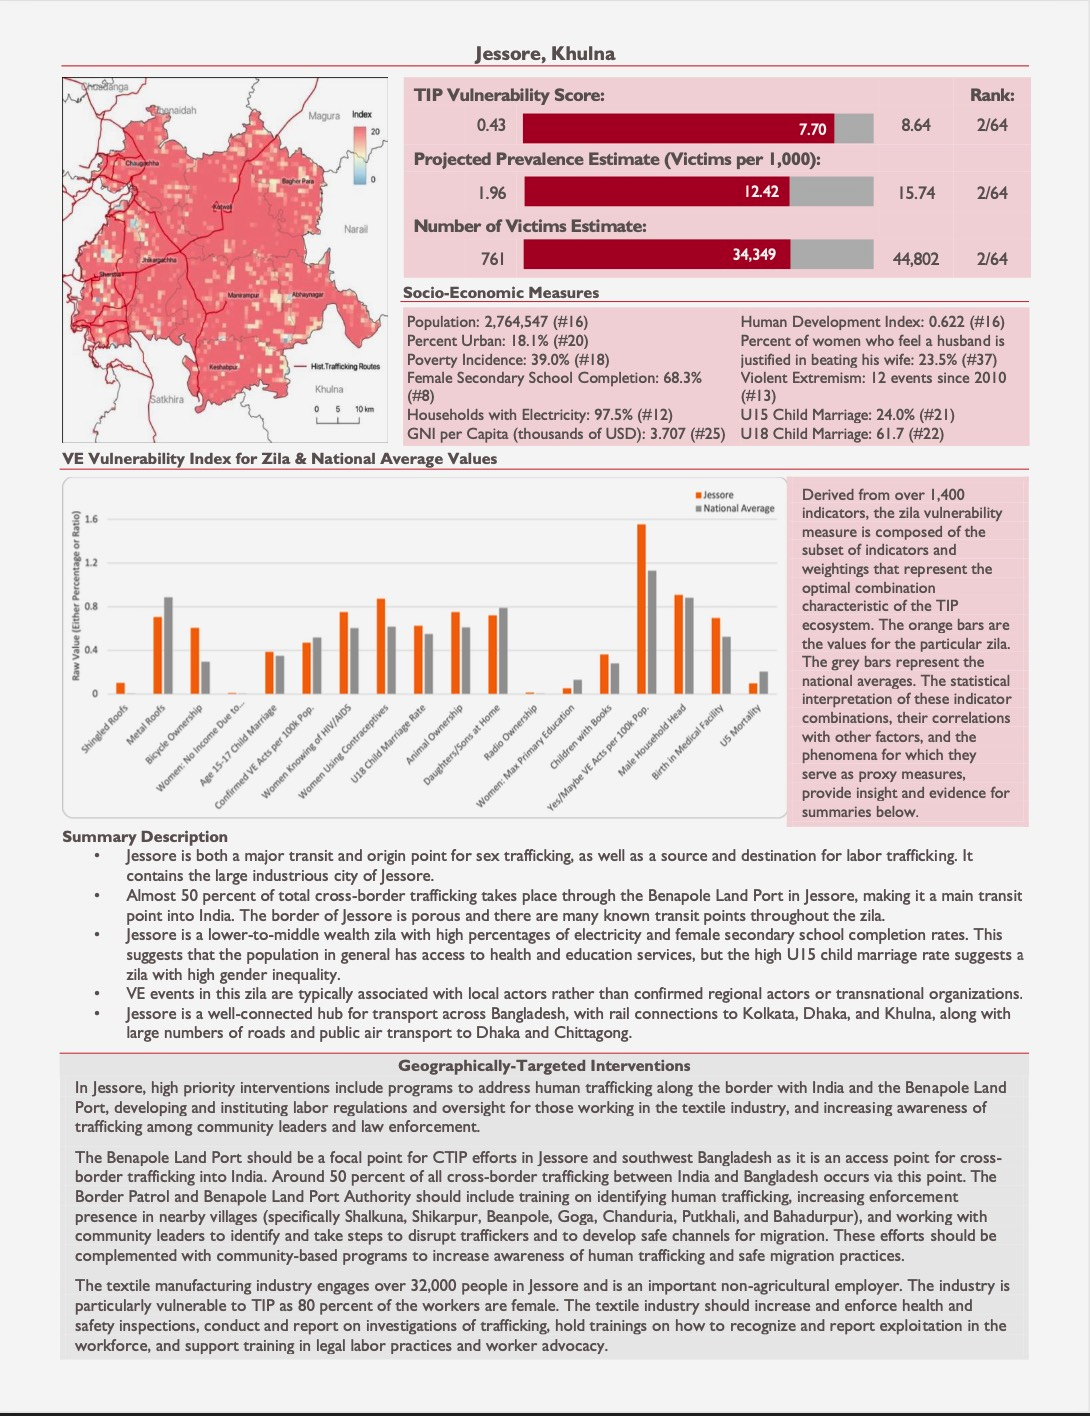 Jessore, Khulna
Chuadanga
Jhenaidah
Magura
Index
20
0
Chaugachha
Bagher Para
Kotwali
Narail
Jhikargachha
Sharsha
Manirampur
Abhaynagar
Keshabpur
Hist.Trafficking Routes
Khulna
Satkhira
0 5 10 km
TIP Vulnerability Score: Rank:
0.43 7.70 8.64 2/64
Projected Prevalence Estimate (Victims per 1,000):
1.96 12.42 15.74 2/64
Number of Victims Estimate:
761 34,349 44,802 2/64
Socio-Economic Measures
Population: 2,764,547 (#16)
Percent Urban: 18.1% (#20)
Poverty Incidence: 39.0% (#18)
Female Secondary School Completion: 68.3%
(#8)
Households with Electricity: 97.5% (#12)
GNI per Capita (thousands of USD): 3.707 (#25)
Human Development Index: 0.622 (#16)
Percent of women who feel a husband is
justified in beating his wife: 23.5% (#37)
Violent Extremism: 12 events since 2010
(#13)
U15 Child Marriage: 24.0% (#21)
U18 Child Marriage: 61.7 (#22)
VE Vulnerability Index for Zila & National Average Values
Jessore
National Average
Raw Value (Either Percentage or Ratio)
1.6
1.2
0.8
0.4
0
Shingled Roofs
Metal Roofs
Bicycle Ownership
Women: No Income Due to...
Age 15-17 Child Marriage
Confirmed VE Acts per 100k Pop.
Women Knowing of HIV/AIDS
Women Using Contraceptives
U18 Child Marriage Rate
Animal Ownership
Daughters/Sons at Home
Radio Ownership
Women: Max Primary Education
Children with Books
Yes/Maybe VE Acts per 100k Pop.
Male Household Head
Birth in Medical Facility
U5 Mortality
Derived from over 1,400
indicators, the zila vulnerability
measure is composed of the
subset of indicators and
weightings that represent the
optimal combination
characteristic of the TIP
ecosystem. The orange bars are
the values for the particular zila.
The grey bars represent the
national averages. The statistical
interpretation of these indicator
combinations, their correlations
with other factors, and the
phenomena for which they
serve as proxy measures,
provide insight and evidence for
summaries below.
Summary Description
• Jessore is both a major transit and origin point for sex trafficking, as well as a source and destination for labor trafficking. It
contains the large industrious city of Jessore.
• Almost 50 percent of total cross-border trafficking takes place through the Benapole Land Port in Jessore, making it a main transit
point into India. The border of Jessore is porous and there are many known transit points throughout the zila.
• Jessore is a lower-to-middle wealth zila with high percentages of electricity and female secondary school completion rates. This
suggests that the population in general has access to health and education services, but the high U15 child marriage rate suggests a
zila with high gender inequality.
• VE events in this zila are typically associated with local actors rather than confirmed regional actors or transnational organizations.
• Jessore is a well-connected hub for transport across Bangladesh, with rail connections to Kolkata, Dhaka, and Khulna, along with
large numbers of roads and public air transport to Dhaka and Chittagong.
Geographically-Targeted Interventions
In Jessore, high priority interventions include programs to address human trafficking along the border with India and the Benapole Land
Port, developing and instituting labor regulations and oversight for those working in the textile industry, and increasing awareness of
trafficking among community leaders and law enforcement.
The Benapole Land Port should be a focal point for CTIP efforts in Jessore and southwest Bangladesh as it is an access point for cross-
border trafficking into India. Around 50 percent of all cross-border trafficking between India and Bangladesh occurs via this point. The
Border Patrol and Benapole Land Port Authority should include training on identifying human trafficking, increasing enforcement
presence in nearby villages (specifically Shalkuna, Shikarpur, Beanpole, Goga, Chanduria, Putkhali, and Bahadurpur), and working with
community leaders to identify and take steps to disrupt traffickers and to develop safe channels for migration. These efforts should be
complemented with community-based programs to increase awareness of human trafficking and safe migration practices.
The textile manufacturing industry engages over 32,000 people in Jessore and is an important non-agricultural employer. The industry is
particularly vulnerable to TIP as 80 percent of the workers are female. The textile industry should increase and enforce health and
safety inspections, conduct and report on investigations of trafficking, hold trainings on how to recognize and report exploitation in the
workforce, and support training in legal labor practices and worker advocacy.